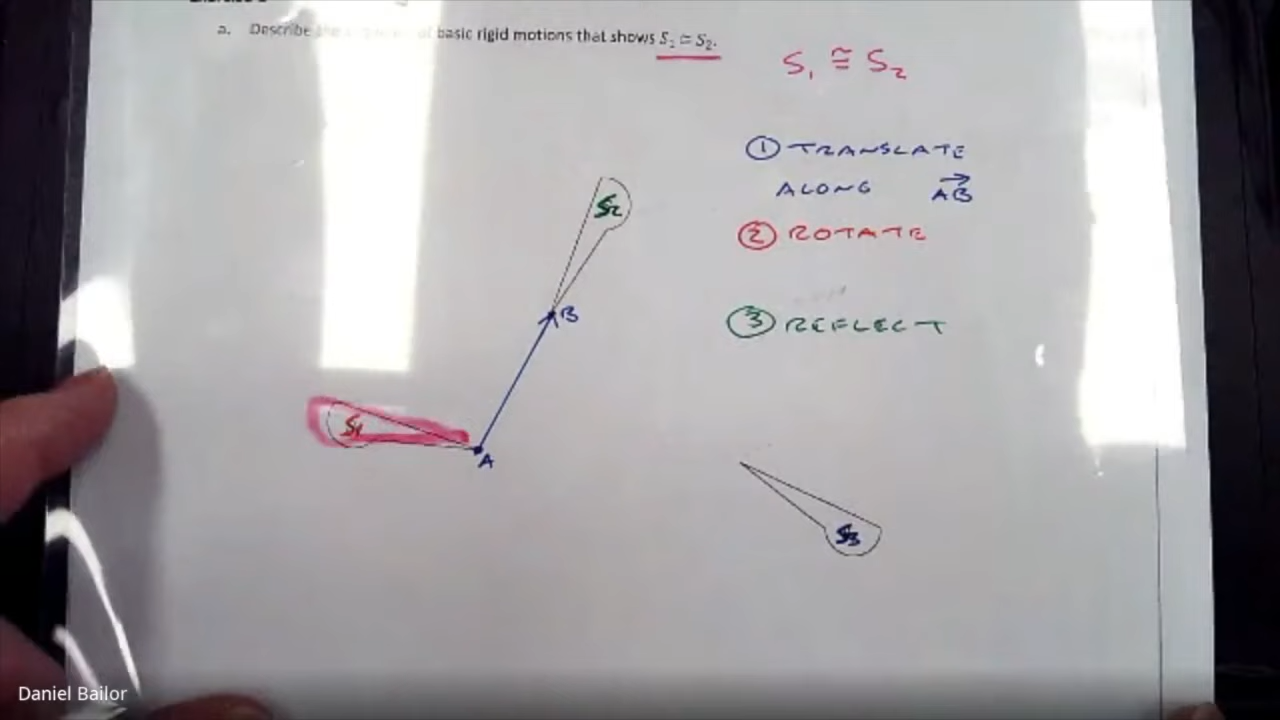 a. Describe the of basic rigid motions that shows S₁ ≅ S₂.
S₁ ≅ S₂
① TRANSLATE
ALONG AB→
② ROTATE
③ REFLECT
S₂
B
S₁
A
S₃
Daniel Bailor